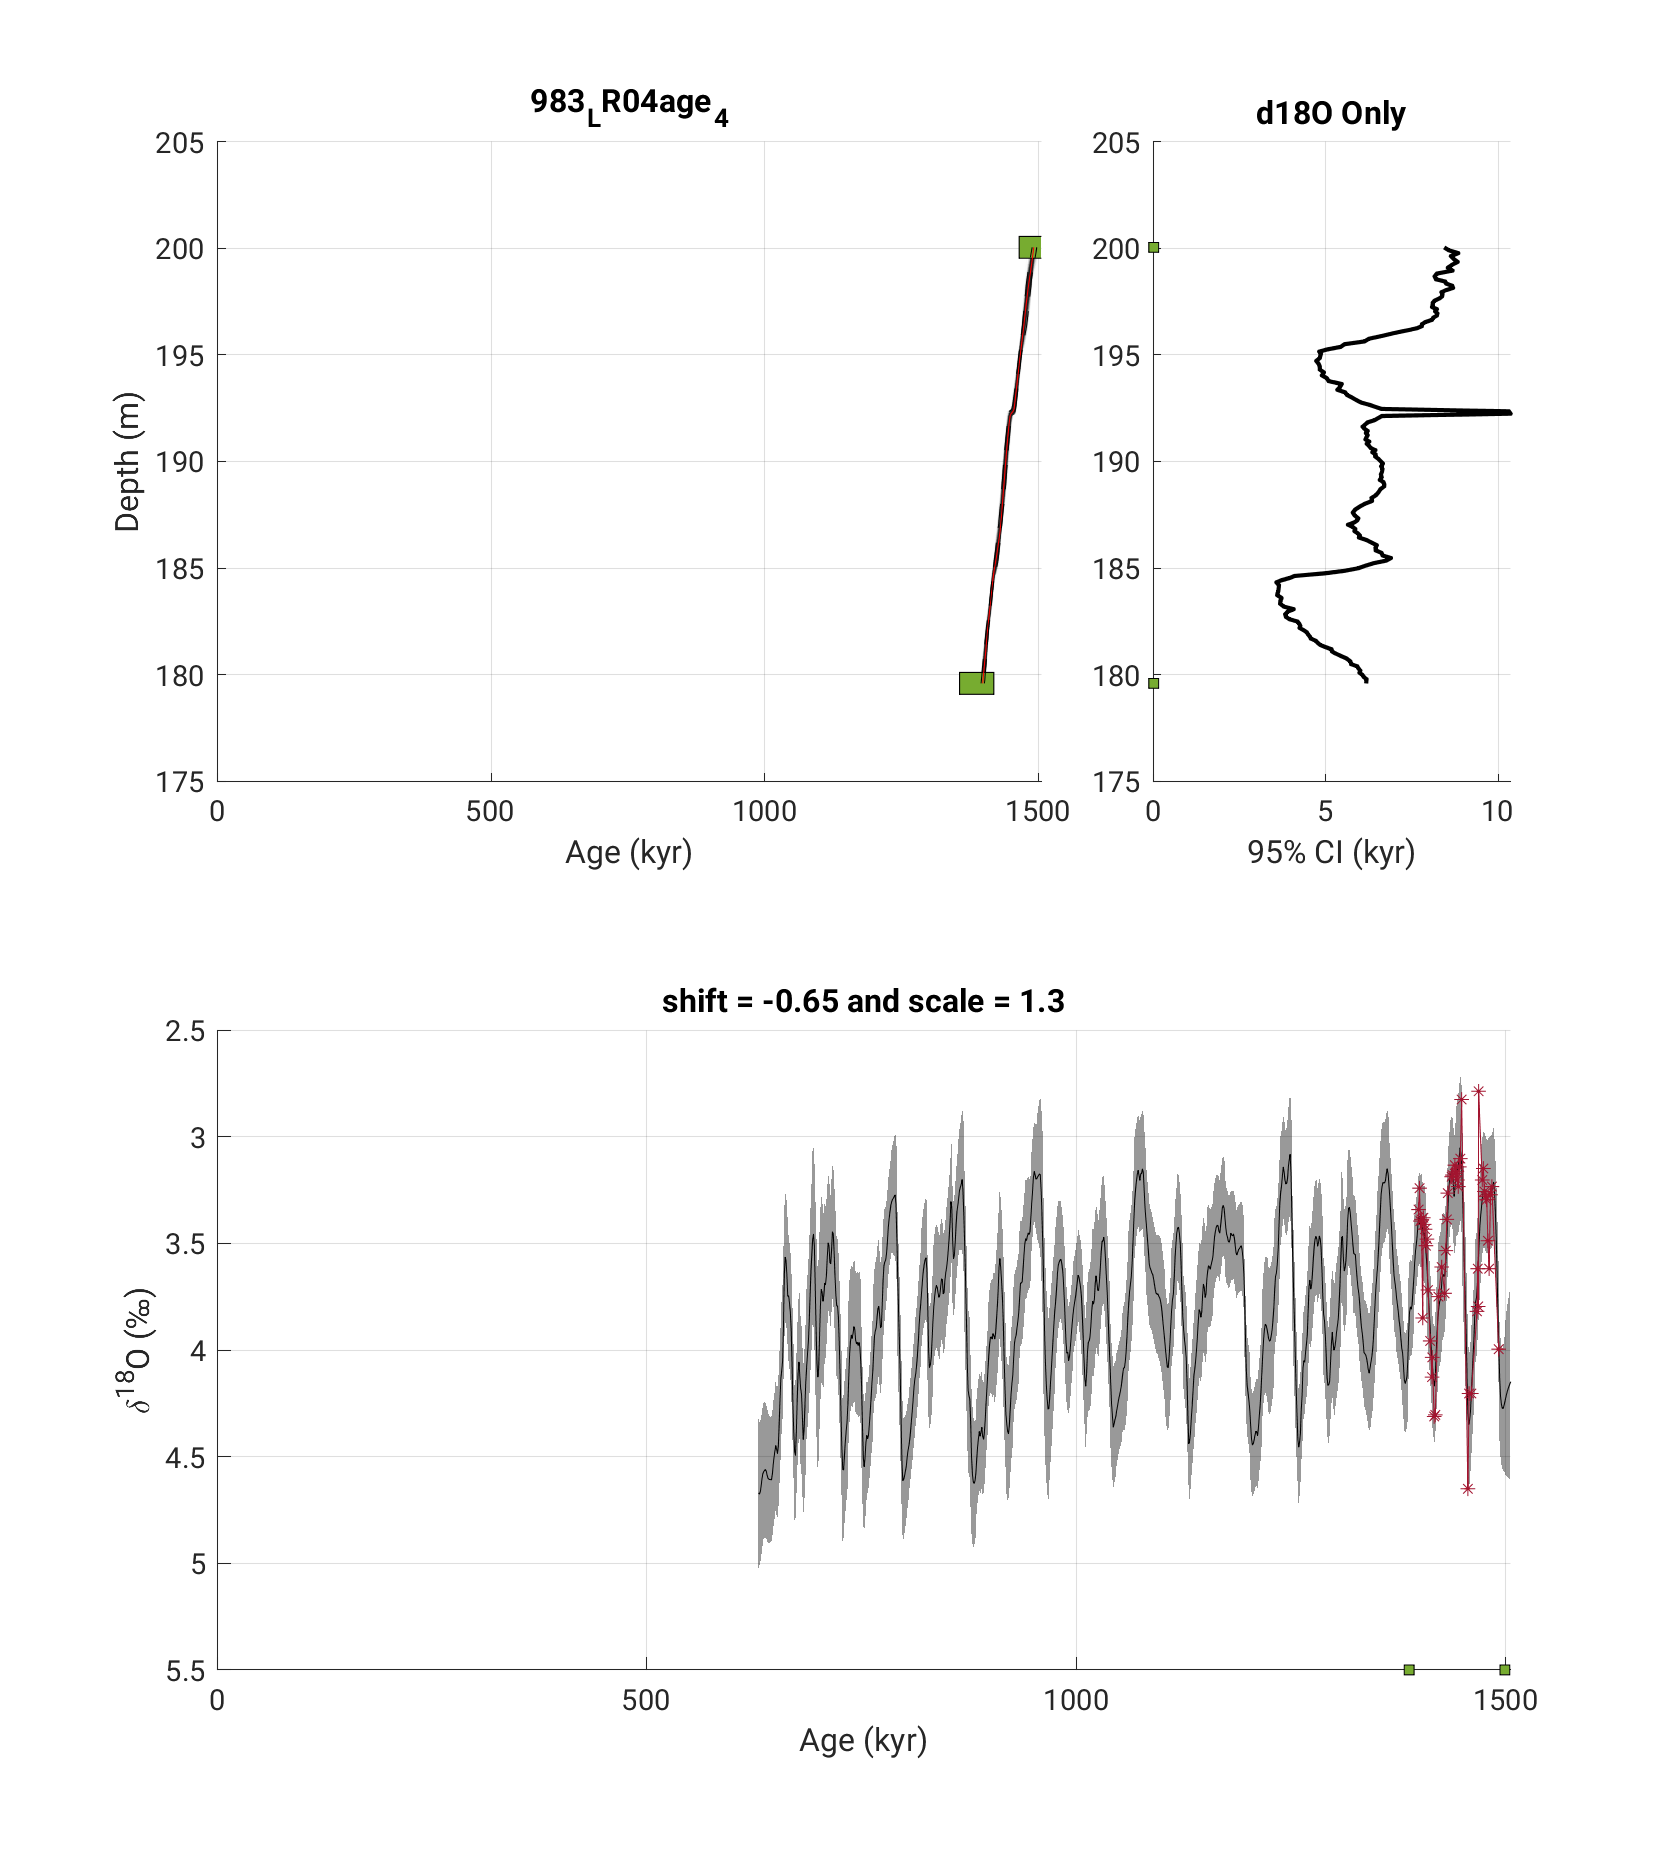 983LR04age4
205
200
195
190
185
180
175
Depth (m)
0 500 1000 1500
Age (kyr)
d18O Only
205
200
195
190
185
180
175
0 5 10
95% CI (kyr)
shift = -0.65 and scale = 1.3
2.5
3
3.5
4
4.5
5
5.5
δ18O (‰)
0 500 1000 1500
Age (kyr)